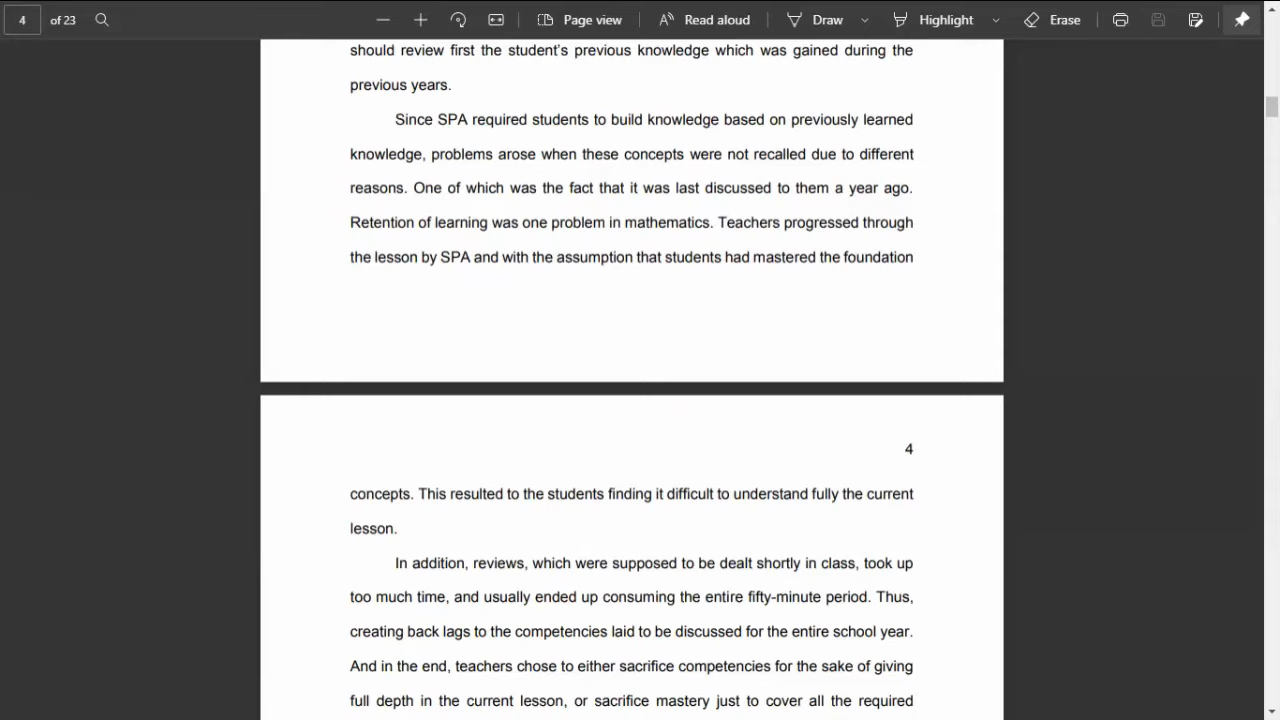 4 of 23 Page view Read aloud Draw Highlight Erase
should review first the student's previous knowledge which was gained during the
previous years.
Since SPA required students to build knowledge based on previously learned
knowledge, problems arose when these concepts were not recalled due to different
reasons. One of which was the fact that it was last discussed to them a year ago.
Retention of learning was one problem in mathematics. Teachers progressed through
the lesson by SPA and with the assumption that students had mastered the foundation
4
concepts. This resulted to the students finding it difficult to understand fully the current
lesson.
In addition, reviews, which were supposed to be dealt shortly in class, took up
too much time, and usually ended up consuming the entire fifty-minute period. Thus,
creating back lags to the competencies laid to be discussed for the entire school year.
And in the end, teachers chose to either sacrifice competencies for the sake of giving
full depth in the current lesson, or sacrifice mastery just to cover all the required